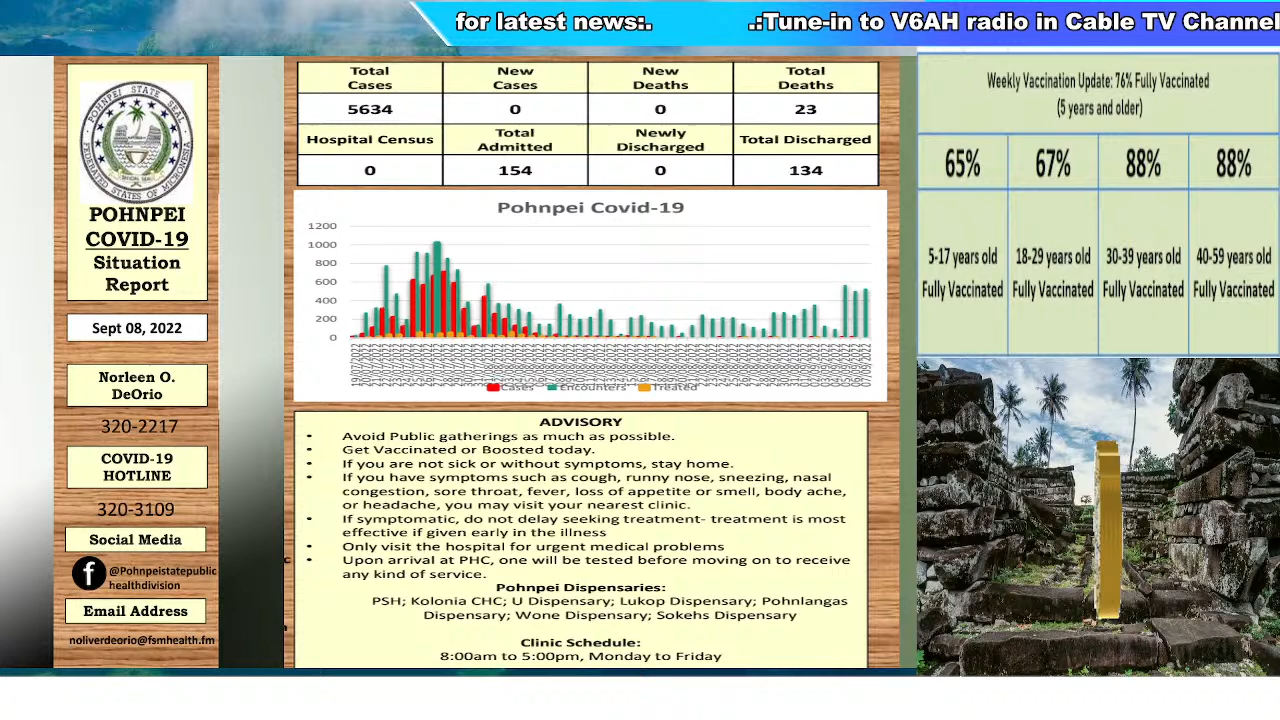 for latest news:. .:Tune-in to V6AH radio in Cable TV Channel
POHNPEI STATE SEAL
FEDERATED STATES OF MICRONESIA
POHNPEI
COVID-19
Situation
Report
Sept 08, 2022
Norleen O.
DeOrio
320-2217
COVID-19
HOTLINE
320-3109
Social Media
@Pohnpeistatepublic
healthdivision
Email Address
noliverdeorio@fsmhealth.fm
Total Cases New Cases New Deaths Total Deaths
5634 0 0 23
Hospital Census Total Admitted Newly Discharged Total Discharged
0 154 0 134
Pohnpei Covid-19
1200
1000
800
600
400
200
0
Cases Encounters Treated
ADVISORY
• Avoid Public gatherings as much as possible.
• Get Vaccinated or Boosted today.
• If you are not sick or without symptoms, stay home.
• If you have symptoms such as cough, runny nose, sneezing, nasal
congestion, sore throat, fever, loss of appetite or smell, body ache,
or headache, you may visit your nearest clinic.
• If symptomatic, do not delay seeking treatment- treatment is most
effective if given early in the illness
• Only visit the hospital for urgent medical problems
• Upon arrival at PHC, one will be tested before moving on to receive
any kind of service.
Pohnpei Dispensaries:
PSH; Kolonia CHC; U Dispensary; Lukop Dispensary; Pohnlangas
Dispensary; Wone Dispensary; Sokehs Dispensary
Clinic Schedule:
8:00am to 5:00pm, Monday to Friday
Weekly Vaccination Update: 76% Fully Vaccinated
(5 years and older)
65% 67% 88% 88%
5-17 years old 18-29 years old 30-39 years old 40-59 years old
Fully Vaccinated Fully Vaccinated Fully Vaccinated Fully Vaccinated